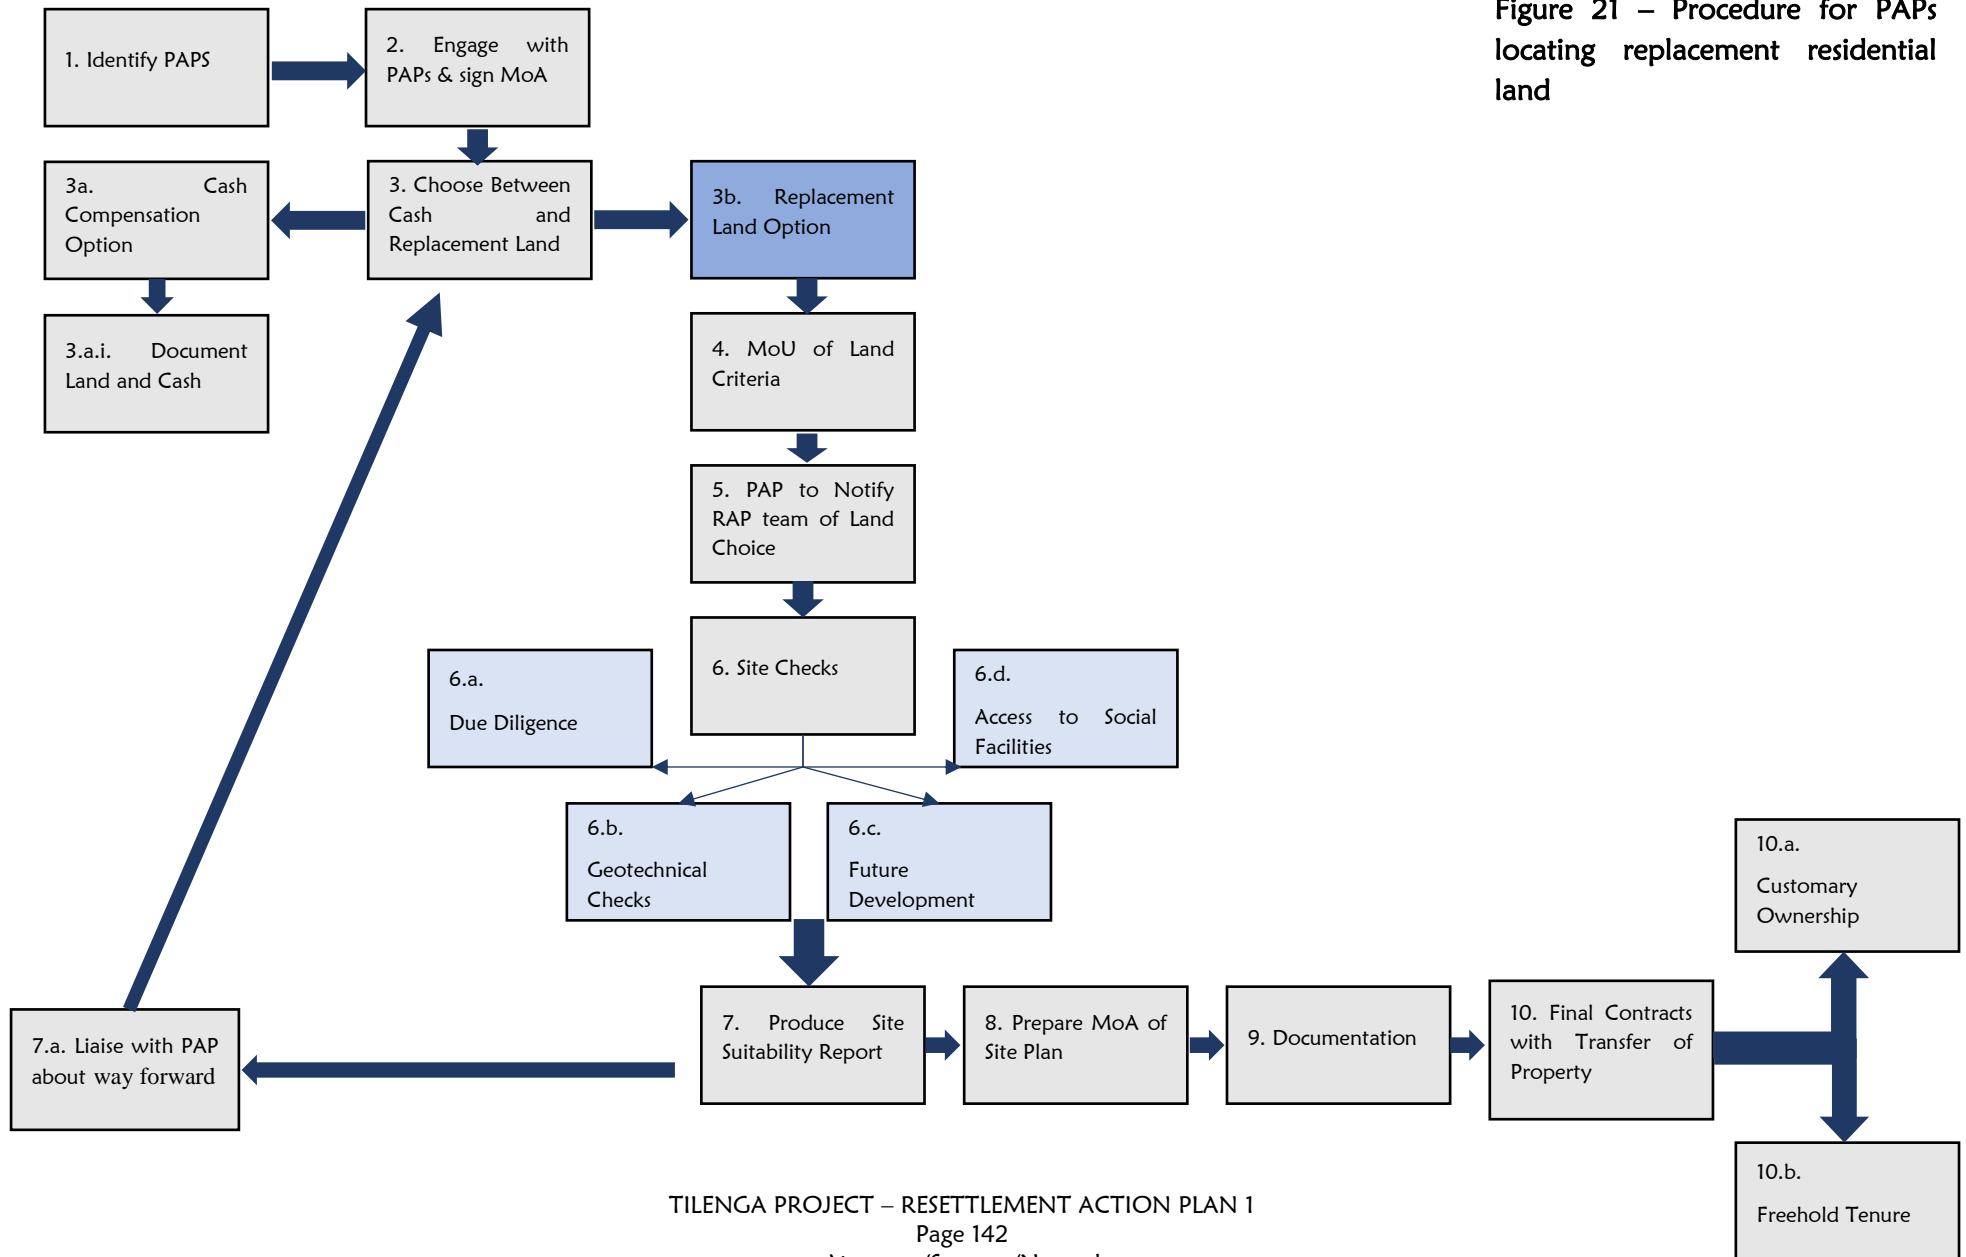 Figure 21 – Procedure for PAPs
locating replacement residential
land
1. Identify PAPS
2. Engage with
PAPs & sign MoA
3a. Cash
Compensation
Option
3. Choose Between
Cash and
Replacement Land
3b. Replacement
Land Option
3.a.i. Document
Land and Cash
4. MoU of Land
Criteria
5. PAP to Notify
RAP team of Land
Choice
6. Site Checks
6.a.
Due Diligence
6.d.
Access to Social
Facilities
6.b.
Geotechnical
Checks
6.c.
Future
Development
7.a. Liaise with PAP
about way forward
7. Produce Site
Suitability Report
8. Prepare MoA of
Site Plan
9. Documentation
10. Final Contracts
with Transfer of
Property
10.a.
Customary
Ownership
10.b.
Freehold Tenure
TILENGA PROJECT – RESETTLEMENT ACTION PLAN 1
Page 142